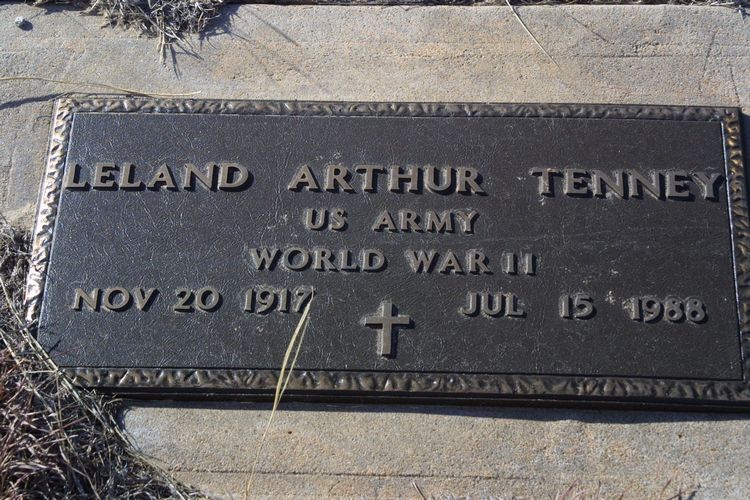 LELAND ARTHUR TENNEY
US ARMY
WORLD WAR II
NOV 20 1917 JUL 15 1988